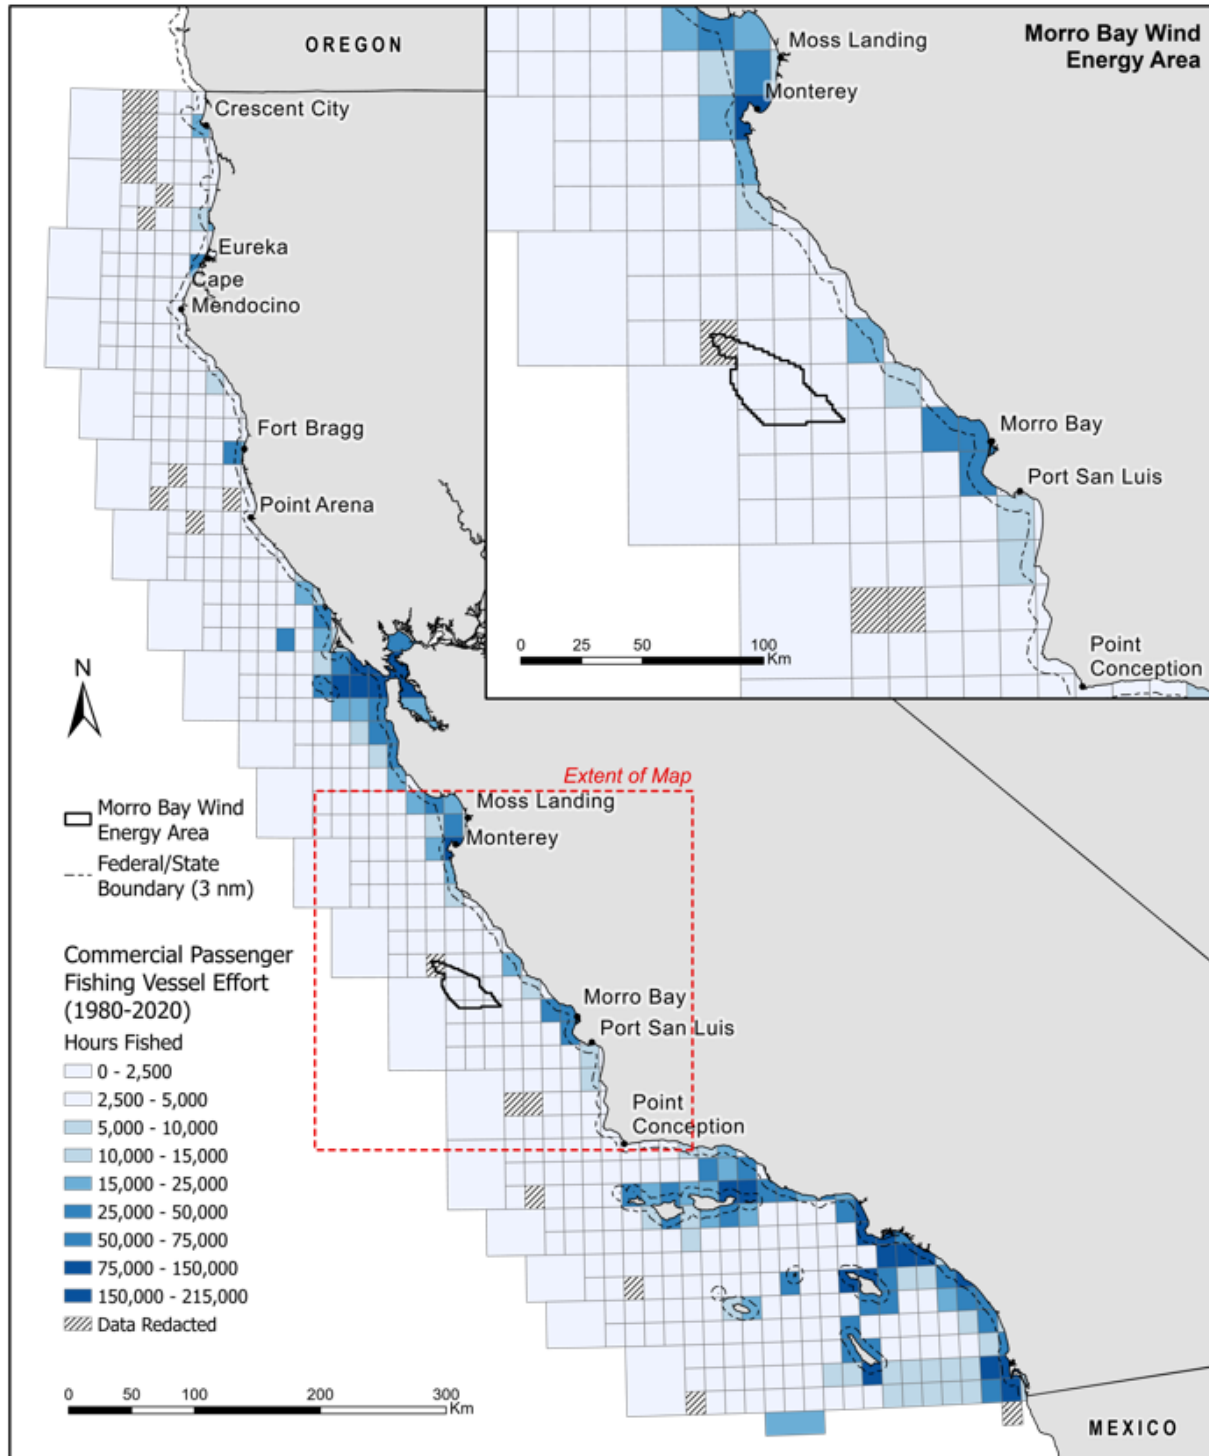 OREGON
Crescent City
Eureka
Cape
Mendocino
Fort Bragg
Point Arena
N
Morro Bay Wind
Energy Area
Federal/State
Boundary (3 nm)
Commercial Passenger
Fishing Vessel Effort
(1980-2020)
Hours Fished
0 - 2,500
2,500 - 5,000
5,000 - 10,000
10,000 - 15,000
15,000 - 25,000
25,000 - 50,000
50,000 - 75,000
75,000 - 150,000
150,000 - 215,000
Data Redacted
0 50 100 200 300
Km
Extent of Map
Moss Landing
Monterey
Morro Bay
Port San Luis
Point
Conception
MEXICO
Morro Bay Wind
Energy Area
Moss Landing
Monterey
Morro Bay
Port San Luis
Point
Conception
0 25 50 100
Km